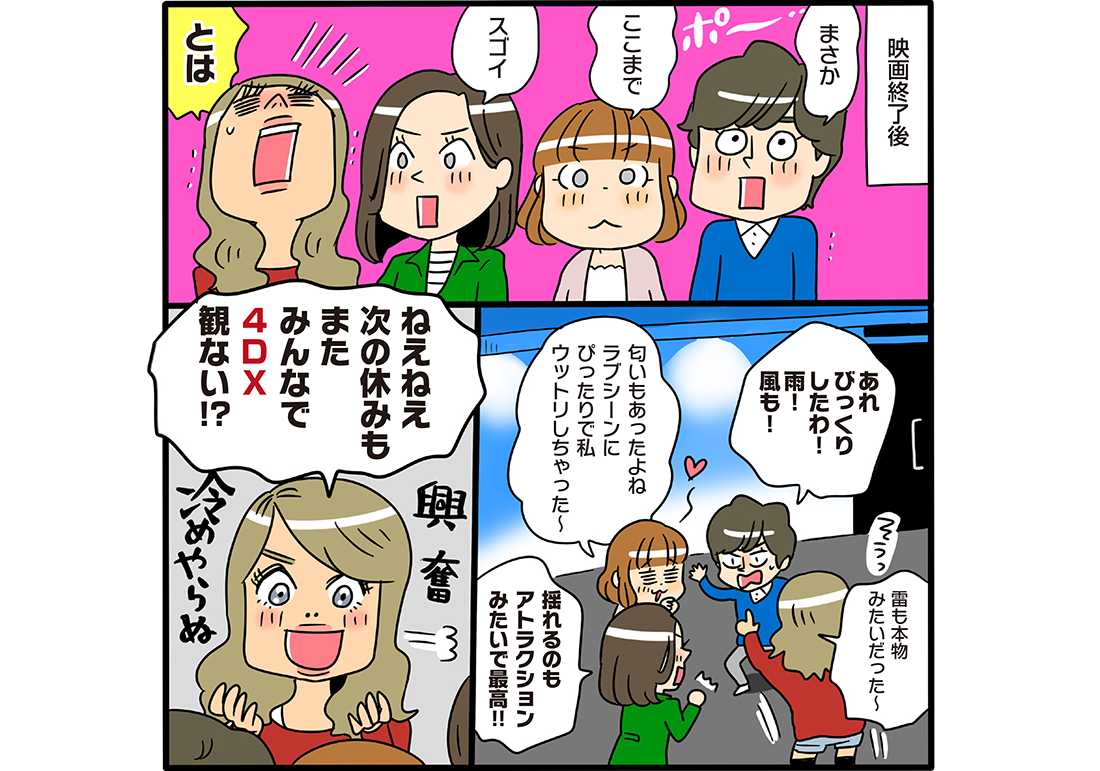 映画終了後
まさか
ポ〜
ここまで
スゴイ
とは
あれ
びっくり
したわ！
雨！
風も！
匂いもあったよね
ラブシーンに
ぴったりで私
ウットリしちゃった〜
雷も本物
みたいだった〜
揺れるのも
アトラクション
みたいで最高!!
ねえねえ
次の休みも
また
みんなで
4DX
観ない!?
興奮
冷めやらぬ